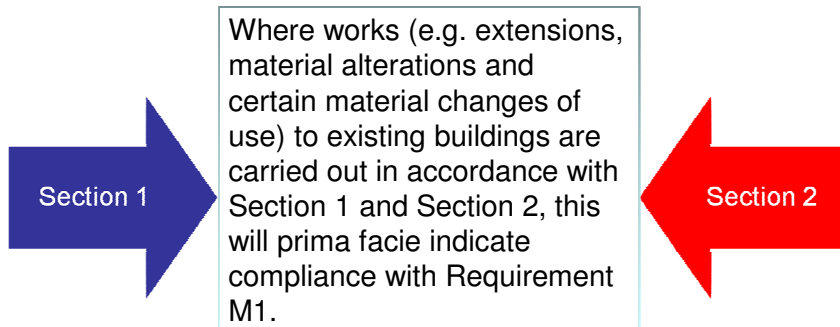 Where works (e.g. extensions,
material alterations and
certain material changes of
use) to existing buildings are
carried out in accordance with
Section 1 and Section 2, this
will prima facie indicate
compliance with Requirement
M1.
Section 1
Section 2